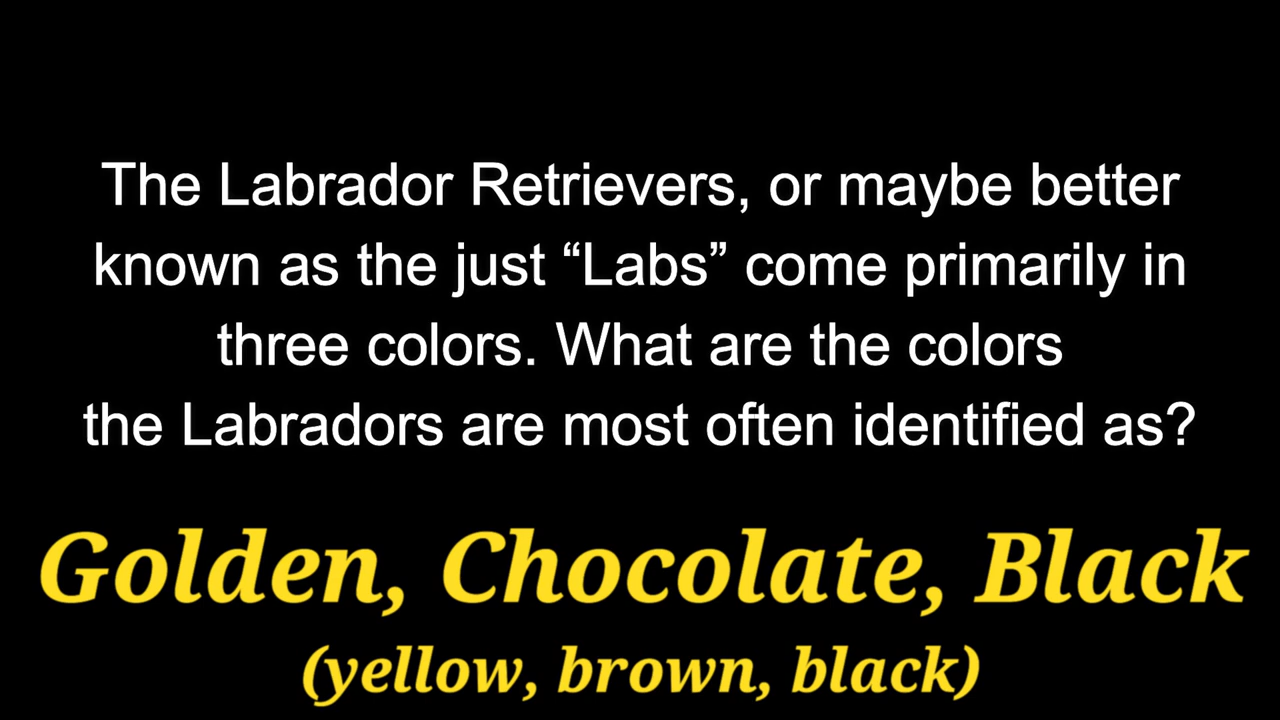 The Labrador Retrievers, or maybe better
known as the just “Labs” come primarily in
three colors. What are the colors
the Labradors are most often identified as?
Golden, Chocolate, Black
(yellow, brown, black)